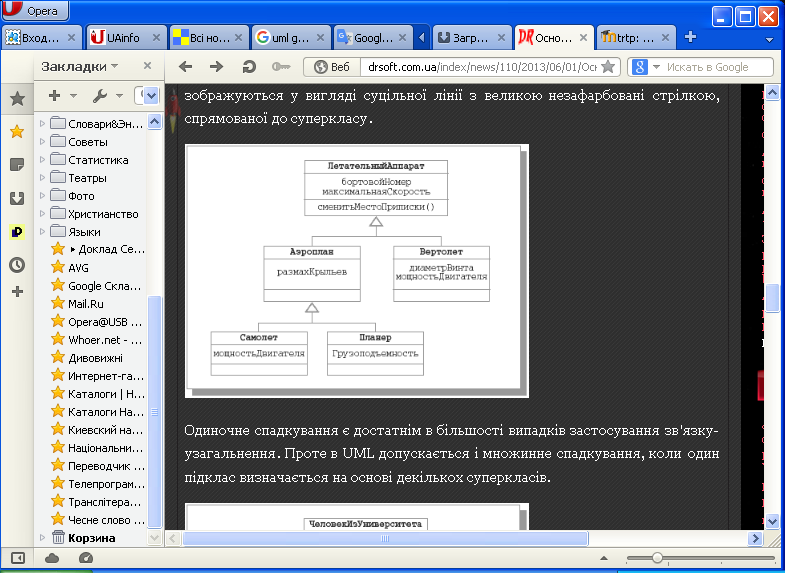 Opera
Вход...
UAinfo
Всі но...
uml g...
Googl...
Загр...
Осно...
trtp: ...
Закладки
Веб
drsoft.com.ua/index/news/110/2013/06/01/Осн
Искать в Google
Словари&Эн...
Советы
Статистика
Театры
Фото
Христианство
Языки
Доклад Се...
AVG
Google Скла...
Mail.Ru
Opera@USB ...
Whoer.net - ...
Дивовижні
Интернет-га...
Каталоги | Н...
Каталоги На...
Киевский на...
Національни...
Переводчик ...
Телепрограм...
Транслітера...
Чесне слово ...
Корзина
зображуються у вигляді суцільної лінії з великою незафарбовані стрілкою,
спрямованої до суперкласу.
ЛетательныйАппарат
бортовойНомер
максимальнаяСкорость
сменитьМестоПриписки()
Аэроплан
размахКрыльев
Вертолет
диаметрВинта
мощностьДвигателя
Самолет
мощностьДвигателя
Планер
Грузоподъемность
Одиночне спадкування є достатнім в більшості випадків застосування зв'язку-
узагальнення. Проте в UML допускається і множинне спадкування, коли один
підклас визначається на основі декількох суперкласів.
ЧеловекИзУниверситета